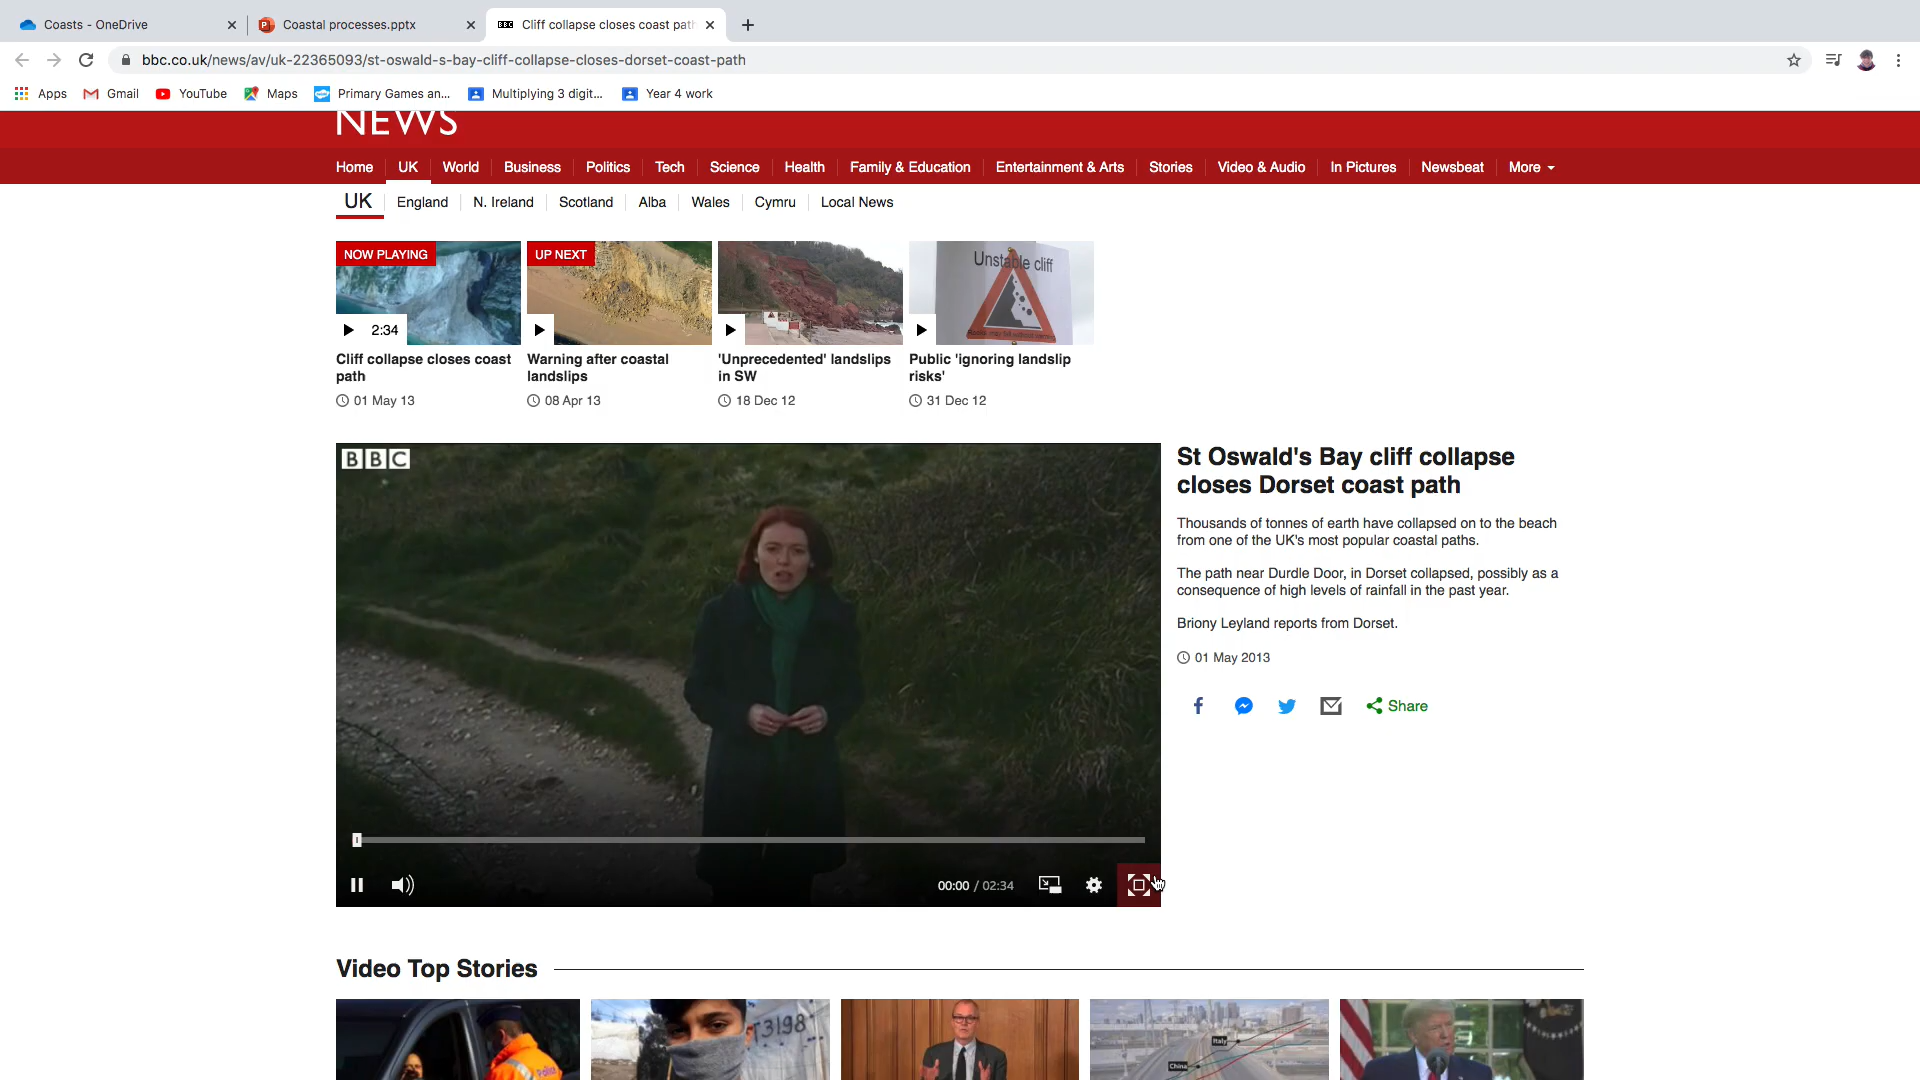 Coasts - OneDrive
Coastal processes.pptx
BBC Cliff collapse closes coast pat
bbc.co.uk/news/av/uk-22365093/st-oswald-s-bay-cliff-collapse-closes-dorset-coast-path
Apps Gmail YouTube Maps Primary Games an... Multiplying 3 digit... Year 4 work
NEWS
Home UK World Business Politics Tech Science Health Family & Education Entertainment & Arts Stories Video & Audio In Pictures Newsbeat More
UK England N. Ireland Scotland Alba Wales Cymru Local News
NOW PLAYING
2:34
Cliff collapse closes coast
path
01 May 13
UP NEXT
Warning after coastal
landslips
08 Apr 13
'Unprecedented' landslips
in SW
18 Dec 12
Unstable cliff
Public 'ignoring landslip
risks'
31 Dec 12
BBC
00:00 / 02:34
St Oswald's Bay cliff collapse
closes Dorset coast path
Thousands of tonnes of earth have collapsed on to the beach
from one of the UK's most popular coastal paths.
The path near Durdle Door, in Dorset collapsed, possibly as a
consequence of high levels of rainfall in the past year.
Briony Leyland reports from Dorset.
01 May 2013
Share
Video Top Stories
Police
T3198
Italy
China